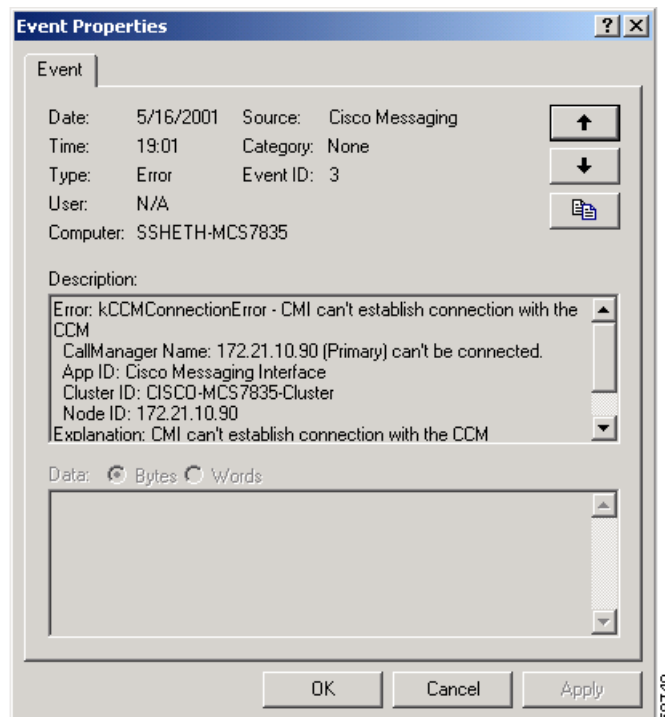 Event Properties
Event
Date: 5/16/2001 Source: Cisco Messaging
Time: 19:01 Category: None
Type: Error Event ID: 3
User: N/A
Computer: SSHETH-MCS7835
Description:
Error: kCCMConnectionError - CMI can't establish connection with the
CCM
CallManager Name: 172.21.10.90 (Primary) can't be connected.
App ID: Cisco Messaging Interface
Cluster ID: CISCO-MCS7835-Cluster
Node ID: 172.21.10.90
Explanation: CMI can't establish connection with the CCM
Data: Bytes Words
OK Cancel Apply